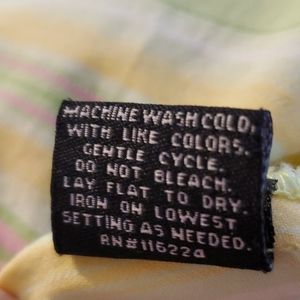 MACHINE WASH COLD,
WITH LIKE COLORS.
GENTLE CYCLE.
DO NOT BLEACH.
LAY FLAT TO DRY.
IRON ON LOWEST
SETTING AS NEEDED.
RN#116224